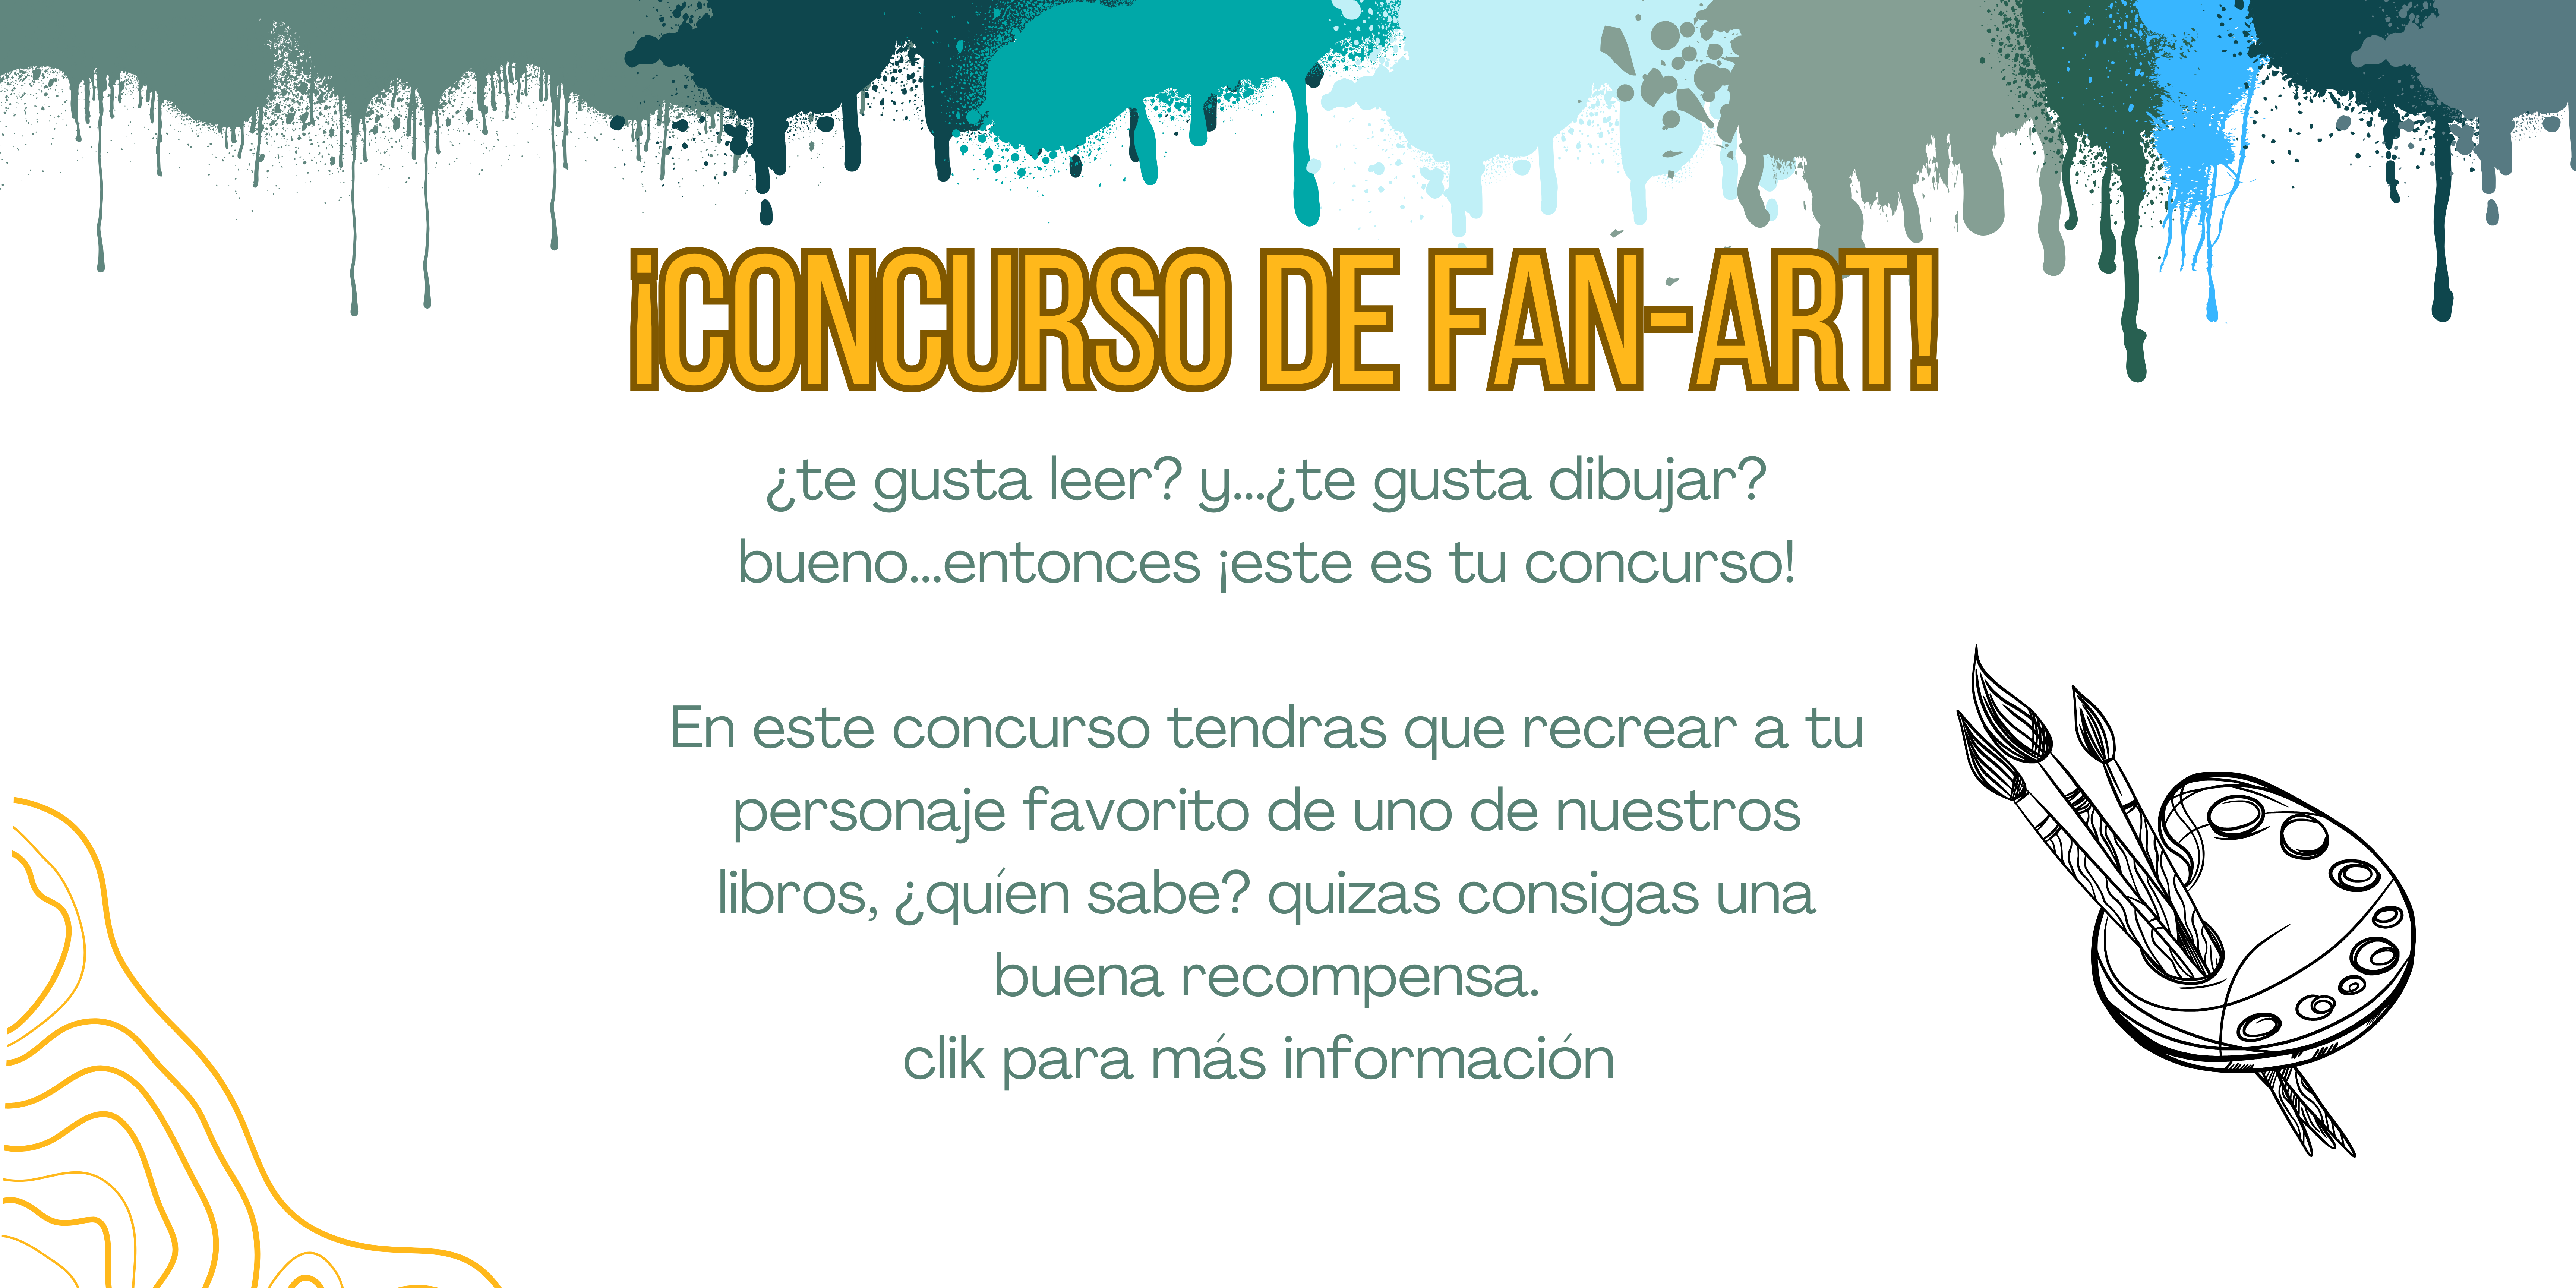 ¡CONCURSO DE FAN-ART!
¿te gusta leer? y...¿te gusta dibujar?
bueno...entonces ¡este es tu concurso!
En este concurso tendras que recrear a tu
personaje favorito de uno de nuestros
libros, ¿quíen sabe? quizas consigas una
buena recompensa.
clik para más información